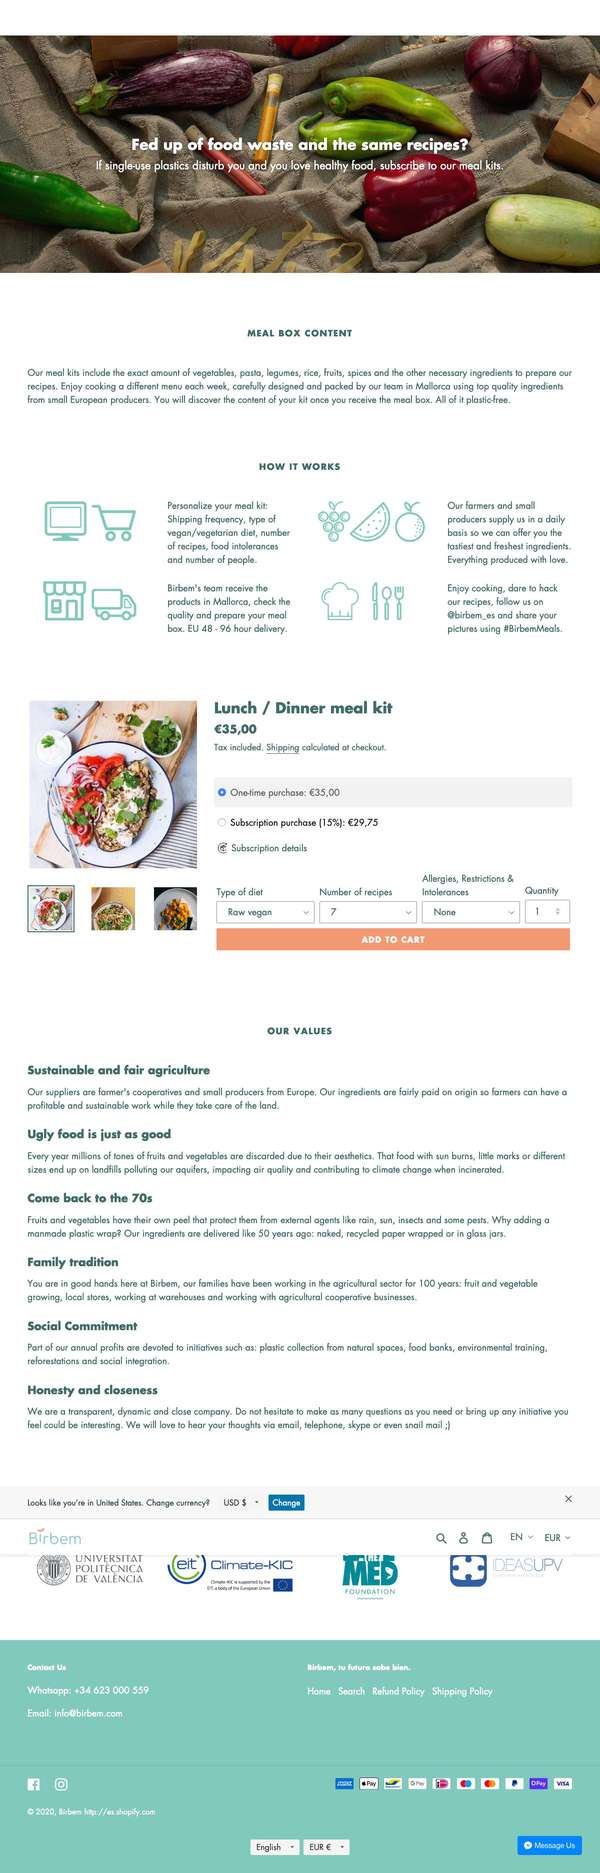 Fed up of food waste and the same recipes?
If single-use plastics disturb you and you love healthy food, subscribe to our meal kits.
MEAL BOX CONTENT
Our meal kits include the exact amount of vegetables, pasta, legumes, rice, fruits, spices and the other necessary ingredients to prepare our
recipes. Enjoy cooking a different menu each week, carefully designed and packed by our team in Mallorca using top quality ingredients
from small European producers. You will discover the content of your kit once you receive the meal box. All of it plastic-free.
HOW IT WORKS
Personalize your meal kit:
Shipping frequency, type of
vegan/vegetarian diet, number
of recipes, food intolerances
and number of people.
Our farmers and small
producers supply us in a daily
basis so we can offer you the
tastiest and freshest ingredients.
Everything produced with love.
Birbem's team receive the
products in Mallorca, check the
quality and prepare your meal
box. EU 48 - 96 hour delivery.
Enjoy cooking, dare to hack
our recipes, follow us on
@birbem_es and share your
pictures using #BirbemMeals.
Lunch / Dinner meal kit
€35,00
Tax included. Shipping calculated at checkout.
One-time purchase: €35,00
Subscription purchase (15%): €29,75
Subscription details
Type of diet
Number of recipes
Allergies, Restrictions &
Intolerances
Quantity
Raw vegan
7
None
1
ADD TO CART
OUR VALUES
Sustainable and fair agriculture
Our suppliers are farmer's cooperatives and small producers from Europe. Our ingredients are fairly paid on origin so farmers can have a
profitable and sustainable work while they take care of the land.
Ugly food is just as good
Every year millions of tones of fruits and vegetables are discarded due to their aesthetics. That food with sun burns, little marks or different
sizes end up on landfills polluting our aquifers, impacting air quality and contributing to climate change when incinerated.
Come back to the 70s
Fruits and vegetables have their own peel that protect them from external agents like rain, sun, insects and some pests. Why adding a
manmade plastic wrap? Our ingredients are delivered like 50 years ago: naked, recycled paper wrapped or in glass jars.
Family tradition
You are in good hands here at Birbem, our families have been working in the agricultural sector for 100 years: fruit and vegetable
growing, local stores, working at warehouses and working with agricultural cooperative businesses.
Social Commitment
Part of our annual profits are devoted to initiatives such as: plastic collection from natural spaces, food banks, environmental training,
reforestations and social integration.
Honesty and closeness
We are a transparent, dynamic and close company. Do not hesitate to make as many questions as you need or bring up any initiative you
feel could be interesting. We will love to hear your thoughts via email, telephone, skype or even snail mail ;)
Looks like you're in United States. Change currency?
USD $
Change
Birbem
EN
EUR
UNIVERSITAT
POLITÈCNICA
DE VALÈNCIA
eit
Climate-KIC
Climate-KIC is supported by the
EIT, a body of the European Union
THE
MED
FOUNDATION
IDEASUPV
Contact Us
Whatsapp: +34 623 000 559
Email: info@birbem.com
Birbem, tu futuro sabe bien.
Home Search Refund Policy Shipping Policy
Pay
G Pay
Pay
VISA
© 2020, Birbem http://es.shopify.com
English
EUR €
Message Us